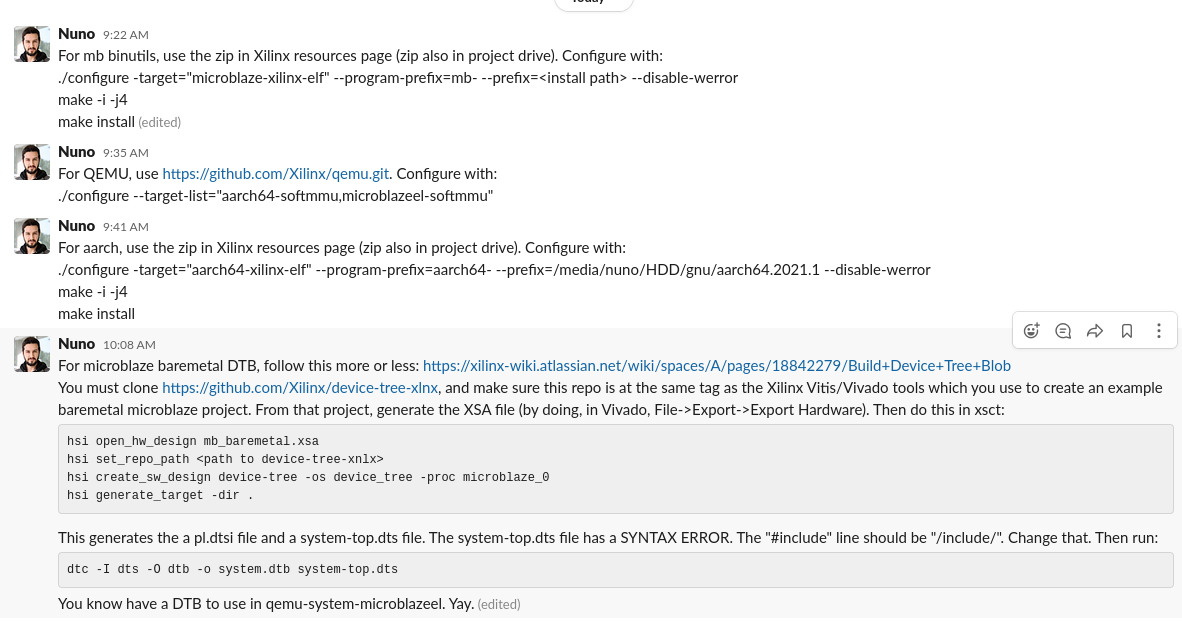 Today
Nuno 9:22 AM
For mb binutils, use the zip in Xilinx resources page (zip also in project drive). Configure with:
./configure -target="microblaze-xilinx-elf" --program-prefix=mb- --prefix=<install path> --disable-werror
make -i -j4
make install (edited)
Nuno 9:35 AM
For QEMU, use https://github.com/Xilinx/qemu.git. Configure with:
./configure --target-list="aarch64-softmmu,microblazeel-softmmu"
Nuno 9:41 AM
For aarch, use the zip in Xilinx resources page (zip also in project drive). Configure with:
./configure -target="aarch64-xilinx-elf" --program-prefix=aarch64- --prefix=/media/nuno/HDD/gnu/aarch64.2021.1 --disable-werror
make -i -j4
make install
Nuno 10:08 AM
For microblaze baremetal DTB, follow this more or less: https://xilinx-wiki.atlassian.net/wiki/spaces/A/pages/18842279/Build+Device+Tree+Blob
You must clone https://github.com/Xilinx/device-tree-xlnx, and make sure this repo is at the same tag as the Xilinx Vitis/Vivado tools which you use to create an example
baremetal microblaze project. From that project, generate the XSA file (by doing, in Vivado, File->Export->Export Hardware). Then do this in xsct:
hsi open_hw_design mb_baremetal.xsa
hsi set_repo_path <path to device-tree-xnlx>
hsi create_sw_design device-tree -os device_tree -proc microblaze_0
hsi generate_target -dir .
This generates the a pl.dtsi file and a system-top.dts file. The system-top.dts file has a SYNTAX ERROR. The "#include" line should be "/include/". Change that. Then run:
dtc -I dts -O dtb -o system.dtb system-top.dts
You know have a DTB to use in qemu-system-microblazeel. Yay. (edited)